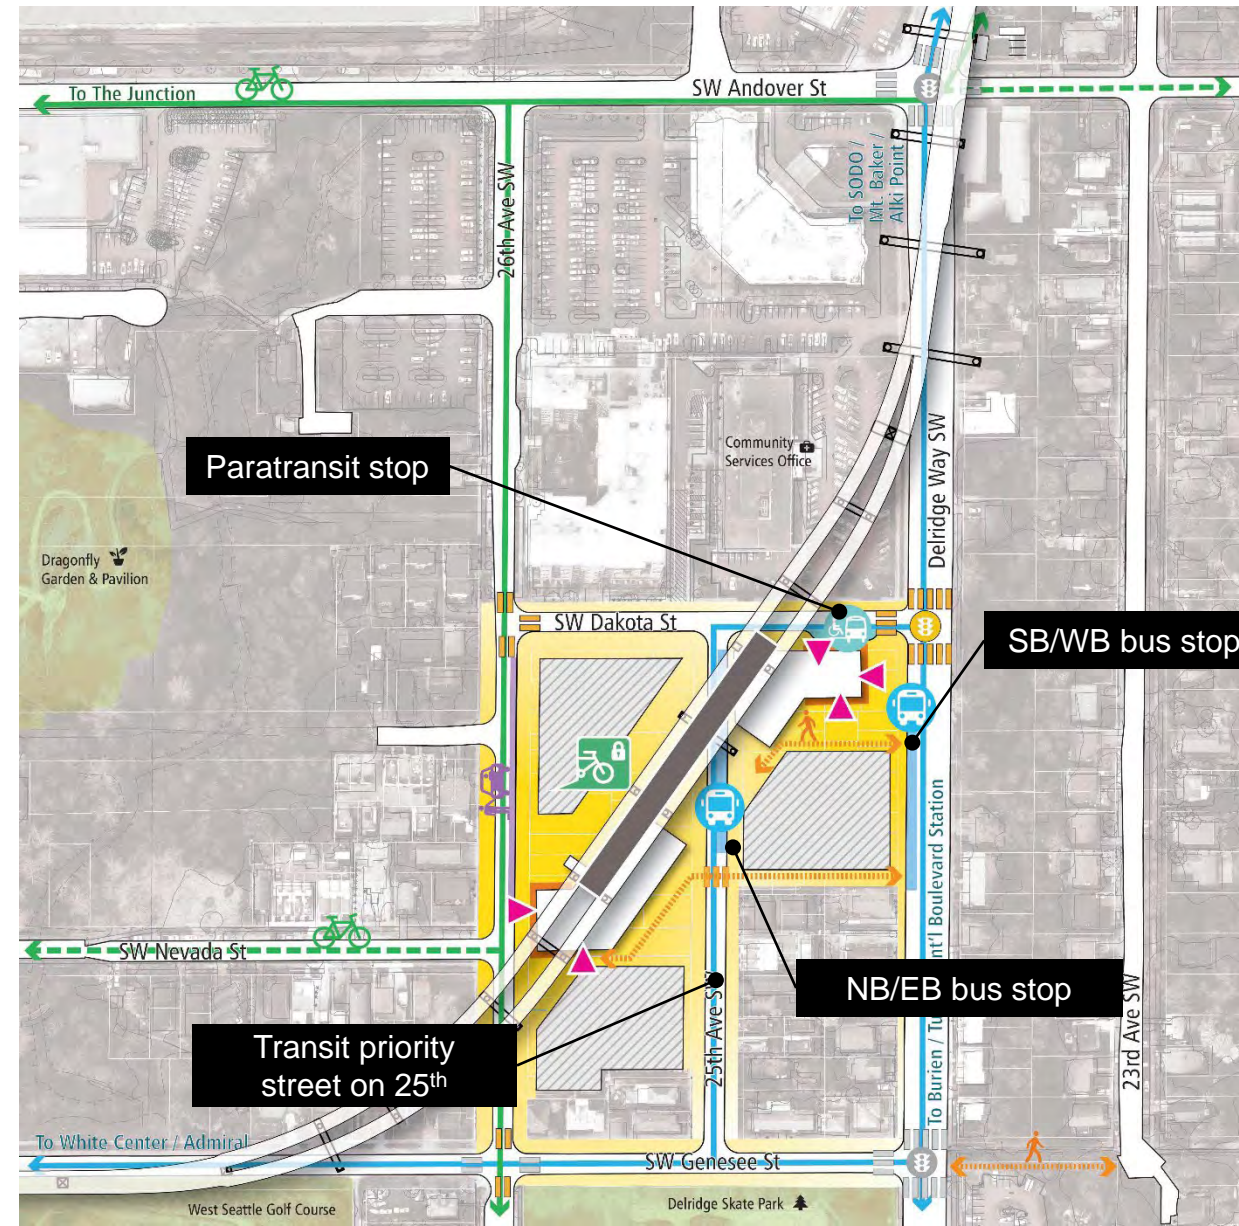 To The Junction
SW Andover St
26th Ave SW
To SODO /
Mt. Baker /
Alki Point
Community
Services Office
Delridge Way SW
Paratransit stop
Dragonfly
Garden & Pavilion
SW Dakota St
SB/WB bus stop
SW Nevada St
NB/EB bus stop
Transit priority
street on 25th
25th Ave SW
To Burien / Tu
nt'l Boulevard Station
23rd Ave SW
To White Center / Admiral
SW Genesee St
West Seattle Golf Course
Delridge Skate Park